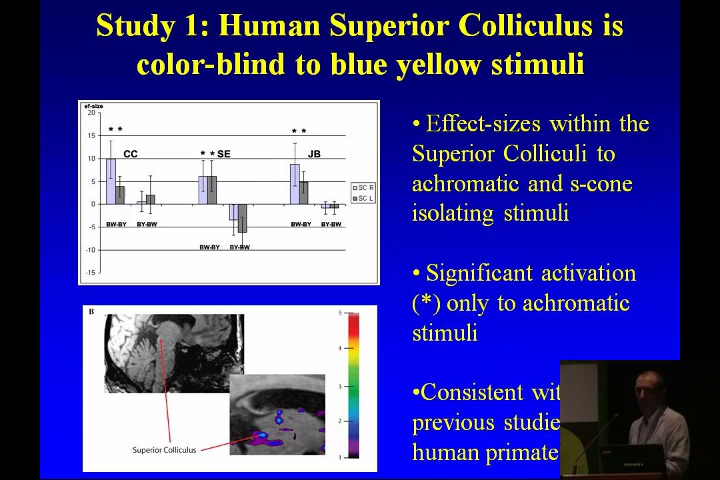 Study 1: Human Superior Colliculus is
color-blind to blue yellow stimuli
ef-size
20
15
10
5
0
-5
-10
-15
* *
CC
* *
SE
* *
JB
BW-BY
BY-BW
BW-BY
BY-BW
BW-BY
BY-BW
SC R
SC L
• Effect-sizes within the
Superior Colliculi to
achromatic and s-cone
isolating stimuli
• Significant activation
(*) only to achromatic
stimuli
•Consistent wit
previous studie
human primate
B
5
4
3
2
1
Superior Colliculus